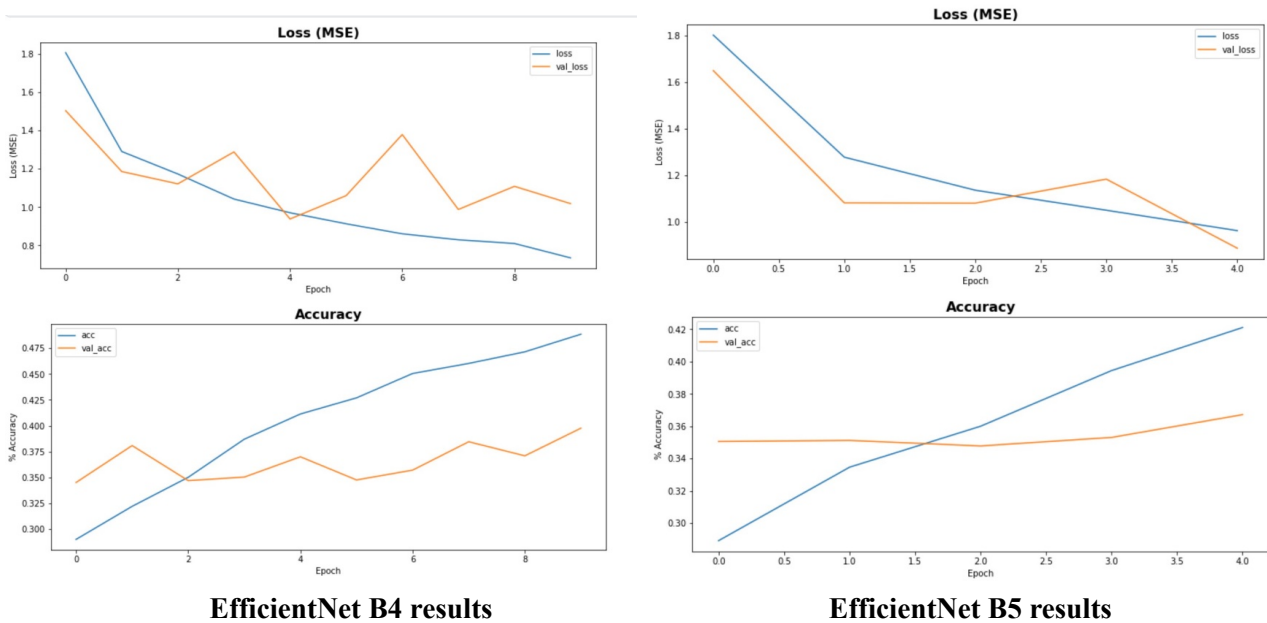 Loss (MSE)
loss
val_loss
1.8
1.6
1.4
1.2
1.0
0.8
Loss (MSE)
0
2
4
6
8
Epoch
Accuracy
acc
val_acc
0.475
0.450
0.425
0.400
0.375
0.350
0.325
0.300
% Accuracy
0
2
4
6
8
Epoch
EfficientNet B4 results
Loss (MSE)
loss
val_loss
1.8
1.6
1.4
1.2
1.0
Loss (MSE)
0.0
0.5
1.0
1.5
2.0
2.5
3.0
3.5
4.0
Epoch
Accuracy
acc
val_acc
0.42
0.40
0.38
0.36
0.34
0.32
0.30
% Accuracy
0.0
0.5
1.0
1.5
2.0
2.5
3.0
3.5
4.0
Epoch
EfficientNet B5 results